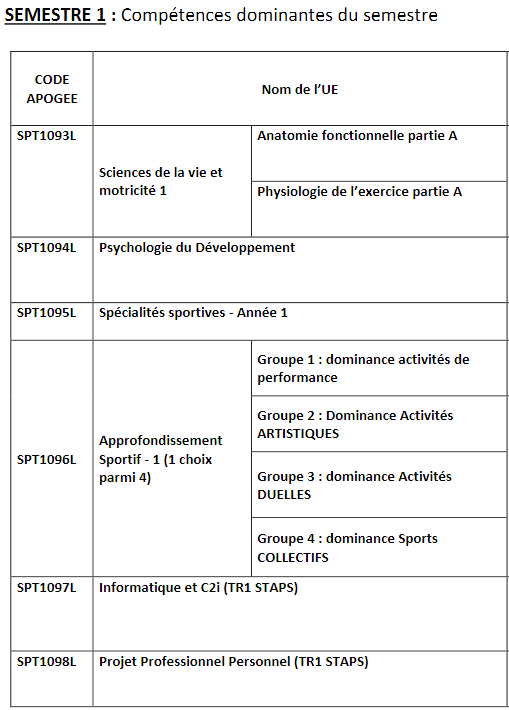 SEMESTRE 1 : Compétences dominantes du semestre
CODE
APOGEE
Nom de l’UE
SPT1093L
Sciences de la vie et
motricité 1
Anatomie fonctionnelle partie A
Physiologie de l’exercice partie A
SPT1094L
Psychologie du Développement
SPT1095L
Spécialités sportives - Année 1
SPT1096L
Approfondissement
Sportif - 1 (1 choix
parmi 4)
Groupe 1 : dominance activités de
performance
Groupe 2 : Dominance Activités
ARTISTIQUES
Groupe 3 : dominance Activités
DUELLES
Groupe 4 : dominance Sports
COLLECTIFS
SPT1097L
Informatique et C2i (TR1 STAPS)
SPT1098L
Projet Professionnel Personnel (TR1 STAPS)